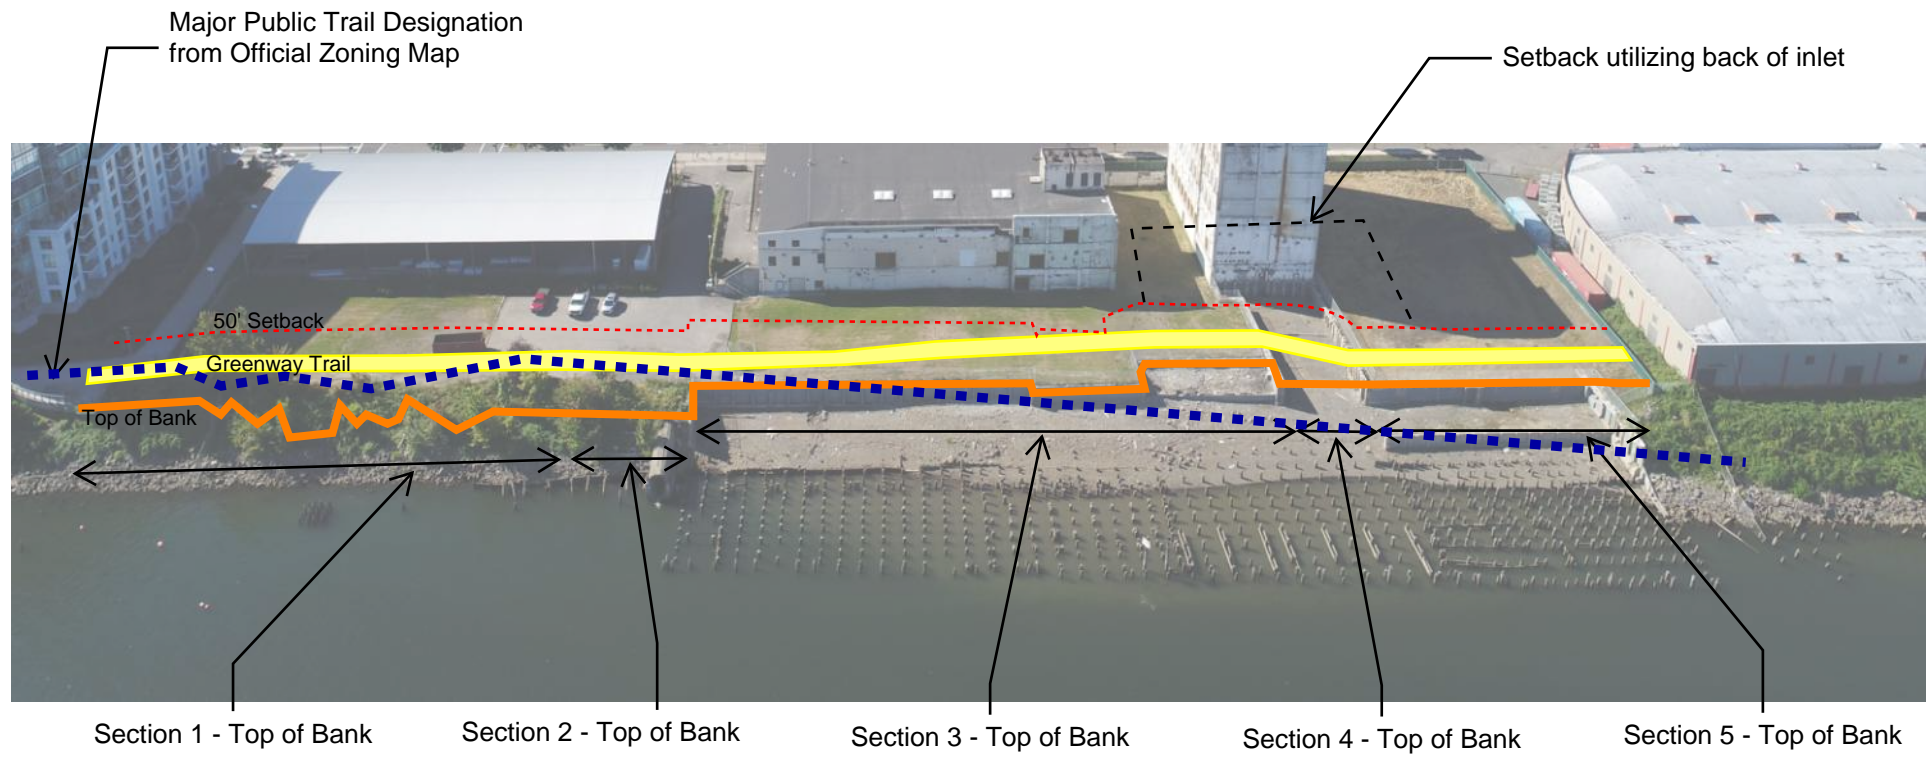 Major Public Trail Designation
from Official Zoning Map
Setback utilizing back of inlet
50' Setback
Greenway Trail
Top of Bank
Section 1 - Top of Bank
Section 2 - Top of Bank
Section 3 - Top of Bank
Section 4 - Top of Bank
Section 5 - Top of Bank